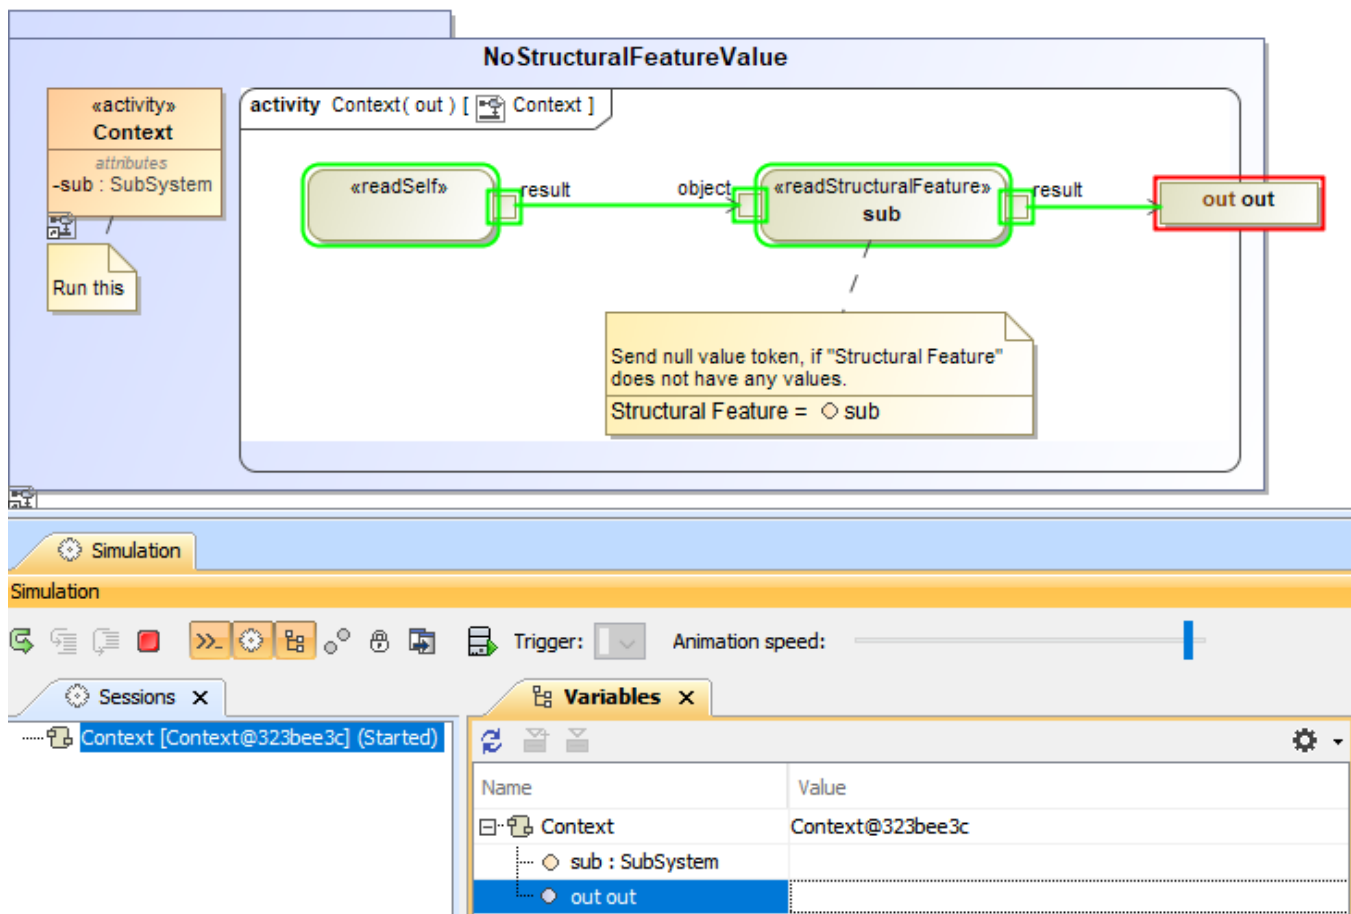 NoStructuralFeatureValue
«activity»
Context
attributes
-sub : SubSystem
Run this
activity Context( out ) [ Context ]
«readSelf»
result
object
«readStructuralFeature»
sub
result
out out
Send null value token, if "Structural Feature"
does not have any values.
Structural Feature = sub
Simulation
Simulation
Trigger:
Animation speed:
Sessions X
Variables X
Context [Context@323bee3c] (Started)
Name Value
Context Context@323bee3c
sub : SubSystem
out out